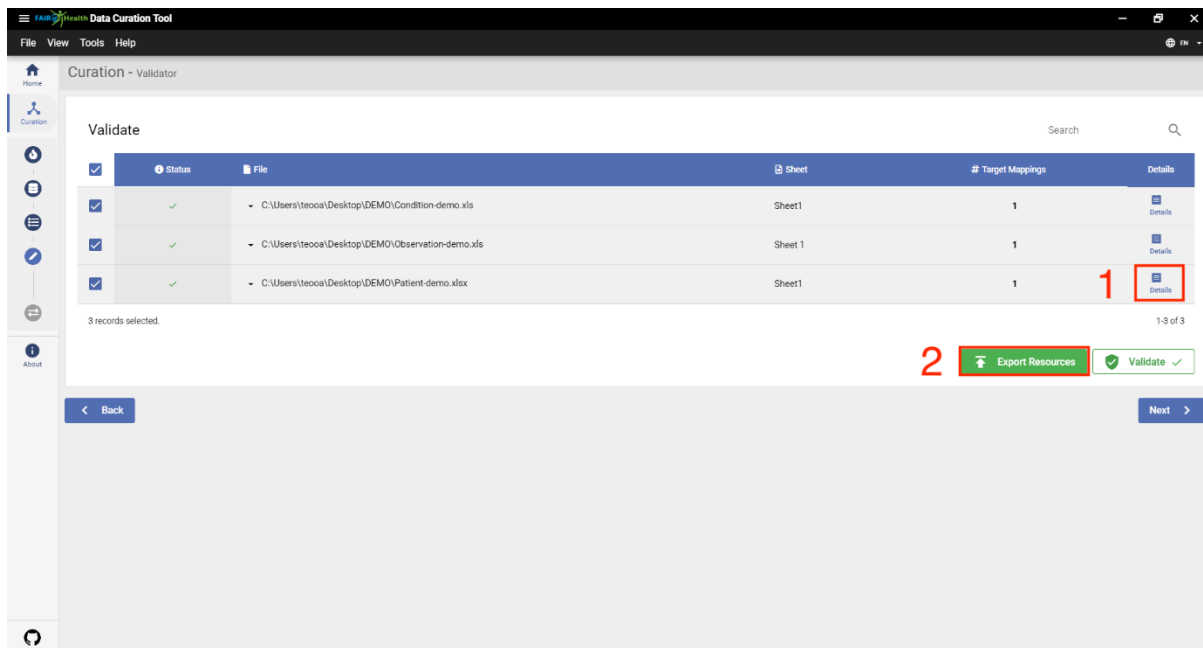 FAIR4Health Data Curation Tool
File View Tools Help
EN
Home
Curation - Validator
Curation
Validate
Search
Status File Sheet # Target Mappings Details
C:\Users\teooa\Desktop\DEMO\Condition-demo.xls Sheet1 1 Details
C:\Users\teooa\Desktop\DEMO\Observation-demo.xls Sheet 1 1 Details
C:\Users\teooa\Desktop\DEMO\Patient-demo.xlsx Sheet1 1 1 Details
3 records selected. 1-3 of 3
About
2 Export Resources Validate
Back Next